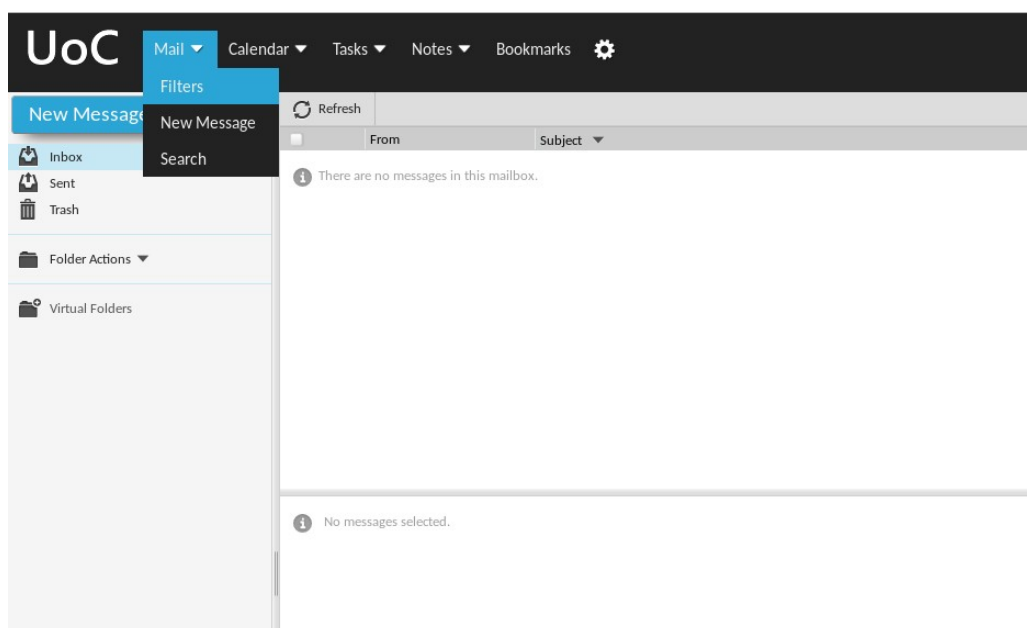 UoC Mail Calendar Tasks Notes Bookmarks
Filters
New Message
Search
New Message
Inbox
Sent
Trash
Folder Actions
Virtual Folders
Refresh
From Subject
There are no messages in this mailbox.
No messages selected.